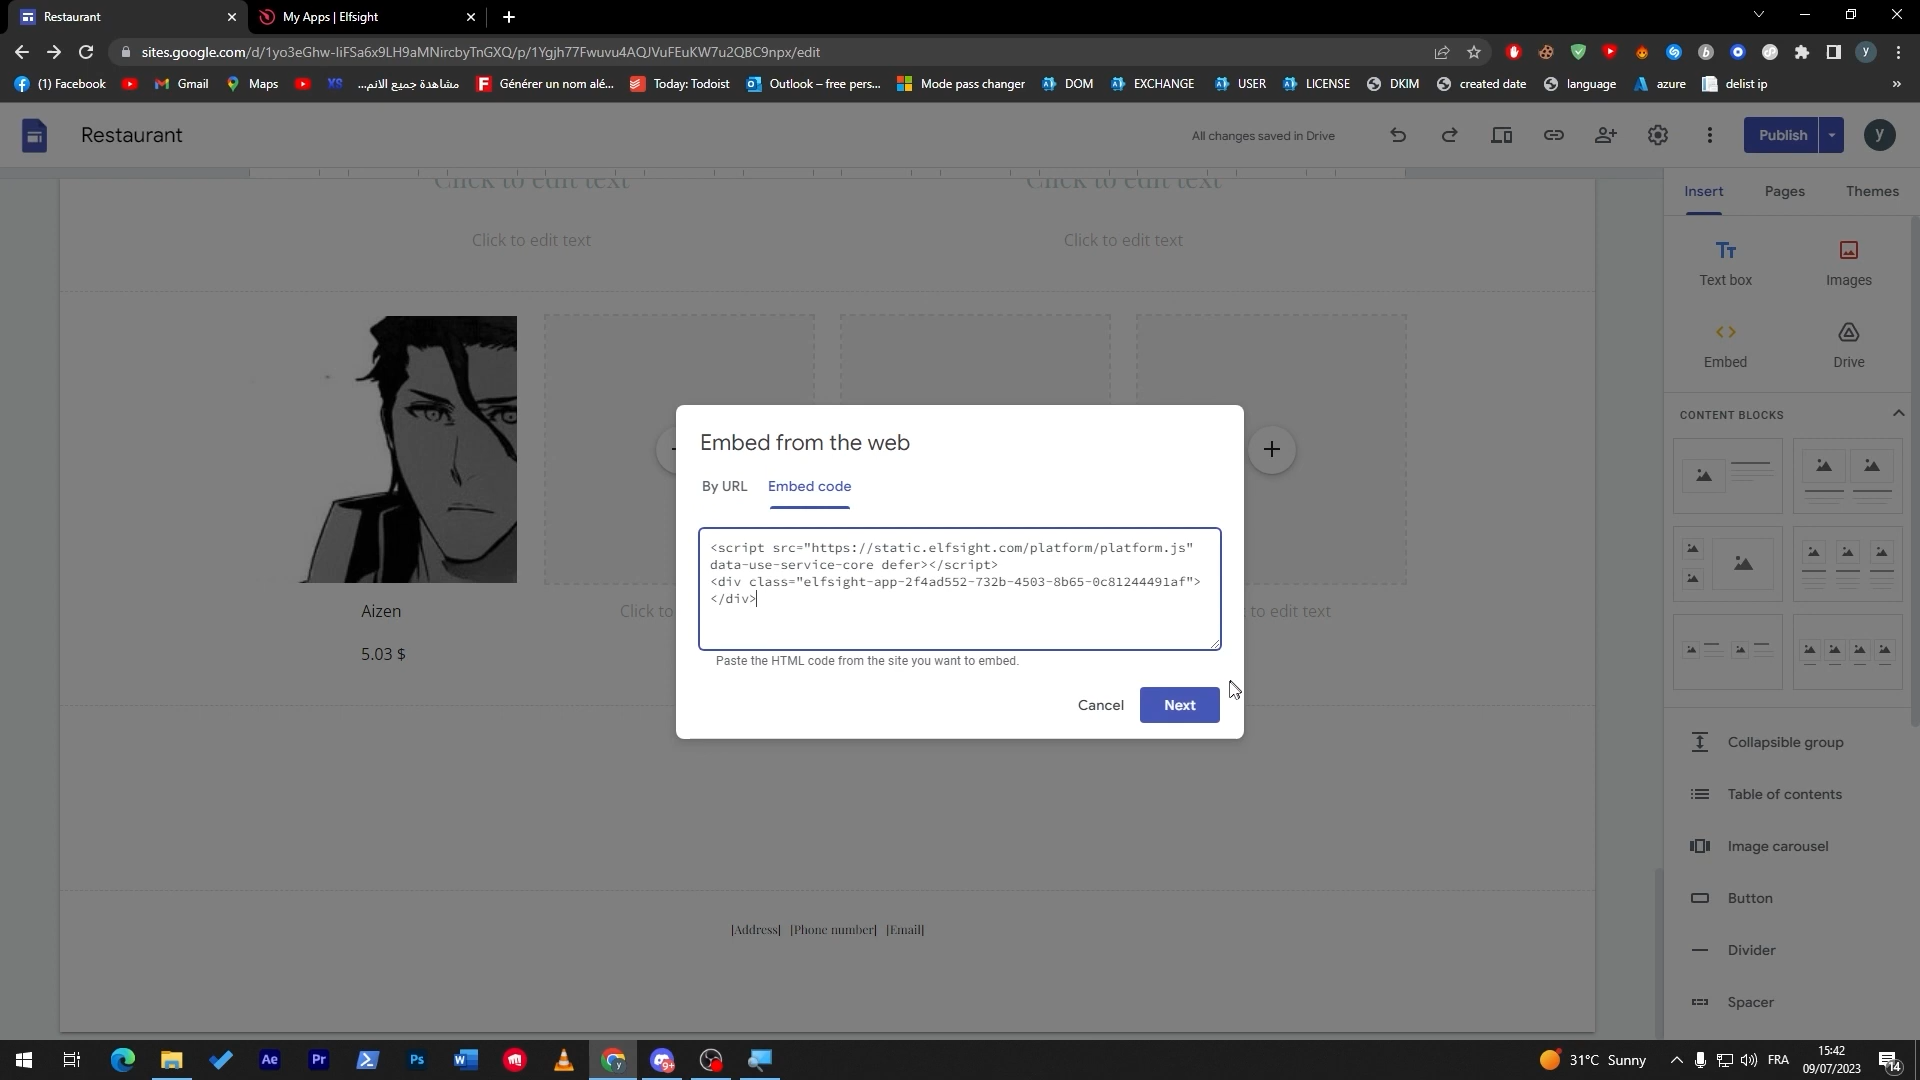 Restaurant
My Apps | Elfsight
sites.google.com/d/1yo3eGhw-liFSa6x9LH9aMNircbyTnGXQ/p/1Ygjh77Fwuvu4AQJVuFEuKW7u2QBC9npx/edit
(1) Facebook
Gmail
Maps
مشاهدة جميع الانم...
Générer un nom alé...
Today: Todoist
Outlook – free pers...
Mode pass changer
DOM
EXCHANGE
USER
LICENSE
DKIM
created date
language
azure
delist ip
»
Restaurant
All changes saved in Drive
Publish
y
Insert
Pages
Themes
Click to edit text
Click to edit text
Click to edit text
Click to edit text
Text box
Images
Embed
Drive
CONTENT BLOCKS
Embed from the web
By URL
Embed code
<script src="https://static.elfsight.com/platform/platform.js"
data-use-service-core defer></script>
<div class="elfsight-app-2f4ad552-732b-4503-8b65-0c81244491af">
</div>
Paste the HTML code from the site you want to embed.
Cancel
Next
Aizen
Click to
to edit text
5.03 $
Collapsible group
Table of contents
Image carousel
Button
Divider
Spacer
[Address] [Phone number] [Email]
Ae
Pr
Ps
W
9+
31°C Sunny
FRA
15:42
09/07/2023
14